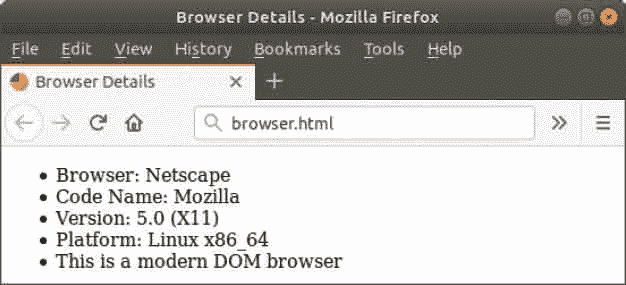 Browser Details - Mozilla Firefox
File Edit View History Bookmarks Tools Help
Browser Details
browser.html
Browser: Netscape
Code Name: Mozilla
Version: 5.0 (X11)
Platform: Linux x86_64
This is a modern DOM browser